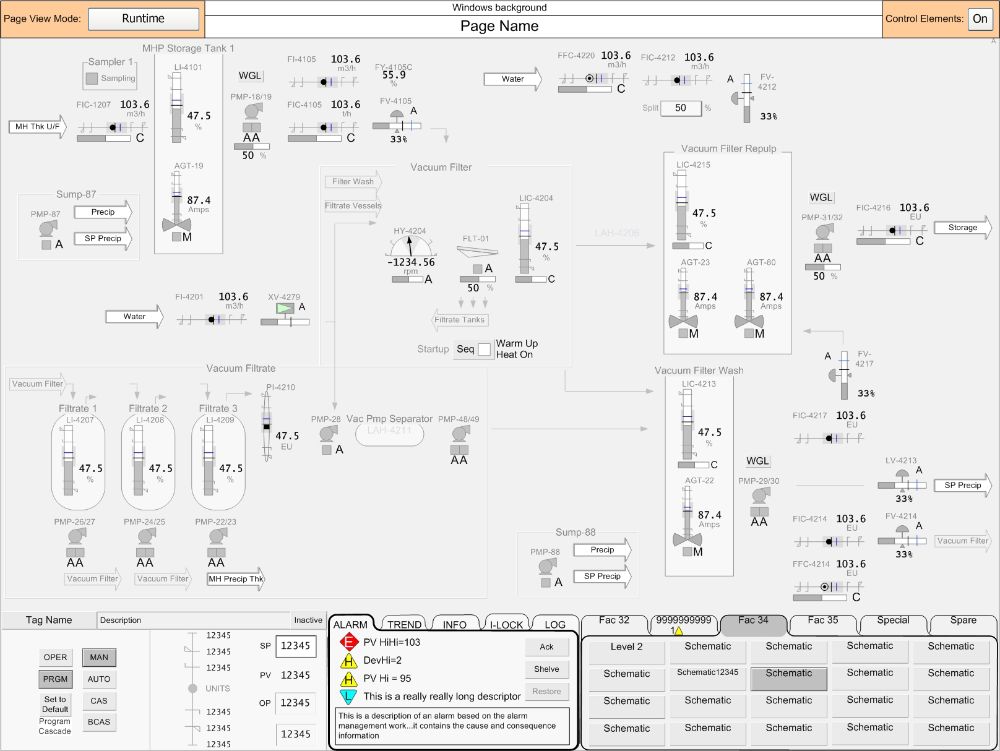 Page View Mode:
Runtime
Windows background
Page Name
Control Elements:
On
A
MHP Storage Tank 1
Sampler 1
Sampling
LI-4101
47.5
%
AGT-19
87.4
Amps
M
MH Thk U/F
FIC-1207
103.6
m3/h
C
WGL
PMP-18/19
AA
50 %
FI-4105
103.6
m3/h
FIC-4105
103.6
t/h
C
FY-4105C
55.9
%
FV-4105
A
33%
Water
FFC-4220
103.6
m3/h
C
FIC-4212
103.6
m3/h
Split
50
%
A
FV-
4212
33%
Sump-87
PMP-87
A
Precip
SP Precip
Vacuum Filter
Filter Wash
Filtrate Vessels
HY-4204
-1234.56
rpm
A
FLT-01
A
50 %
LIC-4204
47.5
%
C
Filtrate Tanks
Startup
Seq
Warm Up
Heat On
LAH-4206
Water
FI-4201
103.6
m3/h
XV-4279
A
Vacuum Filter Repulp
LIC-4215
47.5
%
C
AGT-23
87.4
Amps
M
AGT-80
87.4
Amps
M
WGL
PMP-31/32
AA
50 %
FIC-4216
103.6
EU
C
Storage
A
FV-
4217
33%
FIC-4217
103.6
EU
Vacuum Filtrate
Vacuum Filter
Filtrate 1
LI-4207
47.5
%
Filtrate 2
LI-4208
47.5
%
Filtrate 3
LI-4209
47.5
%
PI-4210
47.5
EU
PMP-28
A
Vac Pmp Separator
LAH-4211
PMP-48/49
AA
PMP-26/27
AA
Vacuum Filter
PMP-24/25
AA
Vacuum Filter
PMP-22/23
AA
MH Precip Thk
Vacuum Filter Wash
LIC-4213
47.5
%
C
AGT-22
87.4
Amps
M
WGL
PMP-29/30
AA
LV-4213
A
33%
SP Precip
FIC-4214
103.6
EU
FV-4214
A
33%
Vacuum Filter
FFC-4214
103.6
EU
C
Sump-88
PMP-88
A
Precip
SP Precip
Tag Name
Description
Inactive
OPER
MAN
PRGM
AUTO
Set to
Default
CAS
Program
Cascade
BCAS
12345
12345
12345
UNITS
12345
12345
12345
SP
12345
PV
12345
OP
12345
12345
ALARM
TREND
INFO
I-LOCK
LOG
E PV HiHi=103
H DevHi=2
H PV Hi = 95
L This is a really really long descriptor
Ack
Shelve
Restore
This is a description of an alarm based on the alarm
management work...it contains the cause and consequence
information
Fac 32
9999999999
1
Fac 34
Fac 35
Special
Spare
Level 2
Schematic
Schematic
Schematic
Schematic
Schematic
Schematic12345
Schematic
Schematic
Schematic
Schematic
Schematic
Schematic
Schematic
Schematic
Schematic
Schematic
Schematic
Schematic
Schematic